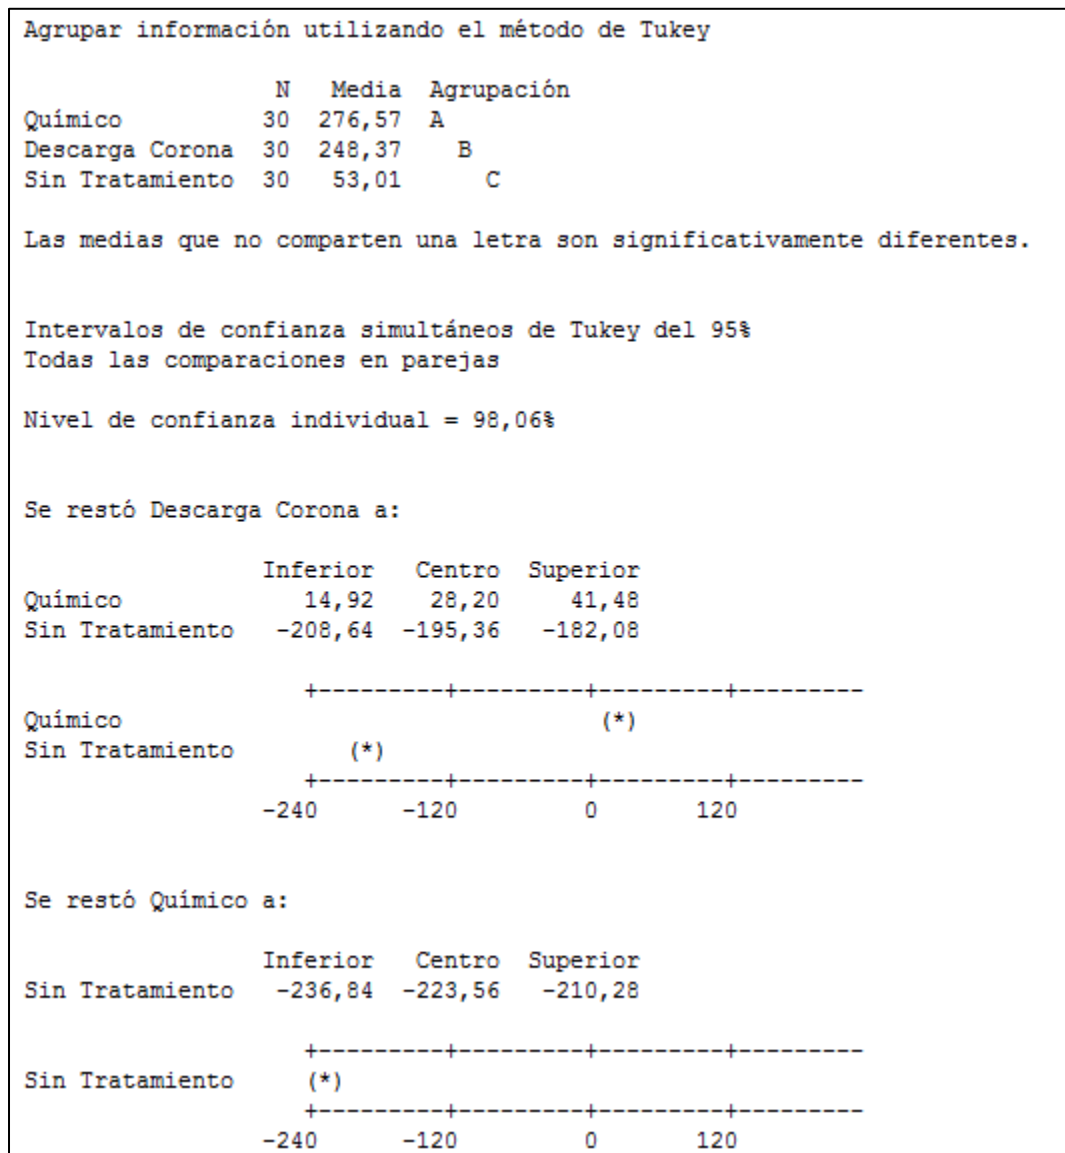 Agrupar información utilizando el método de Tukey
N Media Agrupación
Químico 30 276,57 A
Descarga Corona 30 248,37 B
Sin Tratamiento 30 53,01 C
Las medias que no comparten una letra son significativamente diferentes.
Intervalos de confianza simultáneos de Tukey del 95%
Todas las comparaciones en parejas
Nivel de confianza individual = 98,06%
Se restó Descarga Corona a:
Inferior Centro Superior
Químico 14,92 28,20 41,48
Sin Tratamiento -208,64 -195,36 -182,08
+---------+---------+---------+---------
Químico (*)
Sin Tratamiento (*)
+---------+---------+---------+---------
-240 -120 0 120
Se restó Químico a:
Inferior Centro Superior
Sin Tratamiento -236,84 -223,56 -210,28
+---------+---------+---------+---------
Sin Tratamiento (*)
+---------+---------+---------+---------
-240 -120 0 120